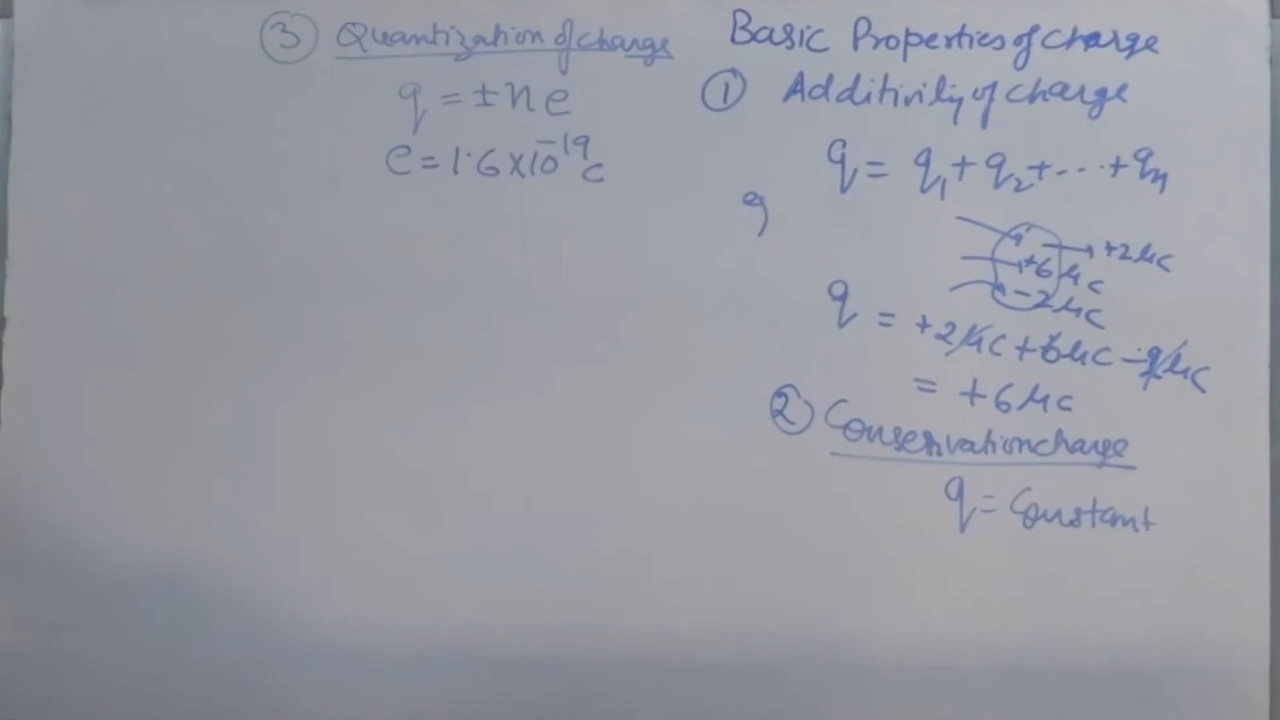 Basic Properties of charge
① Additivity of charge
q = q₁ + q₂ + ... + qₙ
q
+2μc
+6μc
-2μc
q = +2μc + 6μc - 2μc
= +6μc
② Conservation charge
q = Constant
③ Quantization of charge
q = ± n e
e = 1.6 x 10⁻¹⁹ c